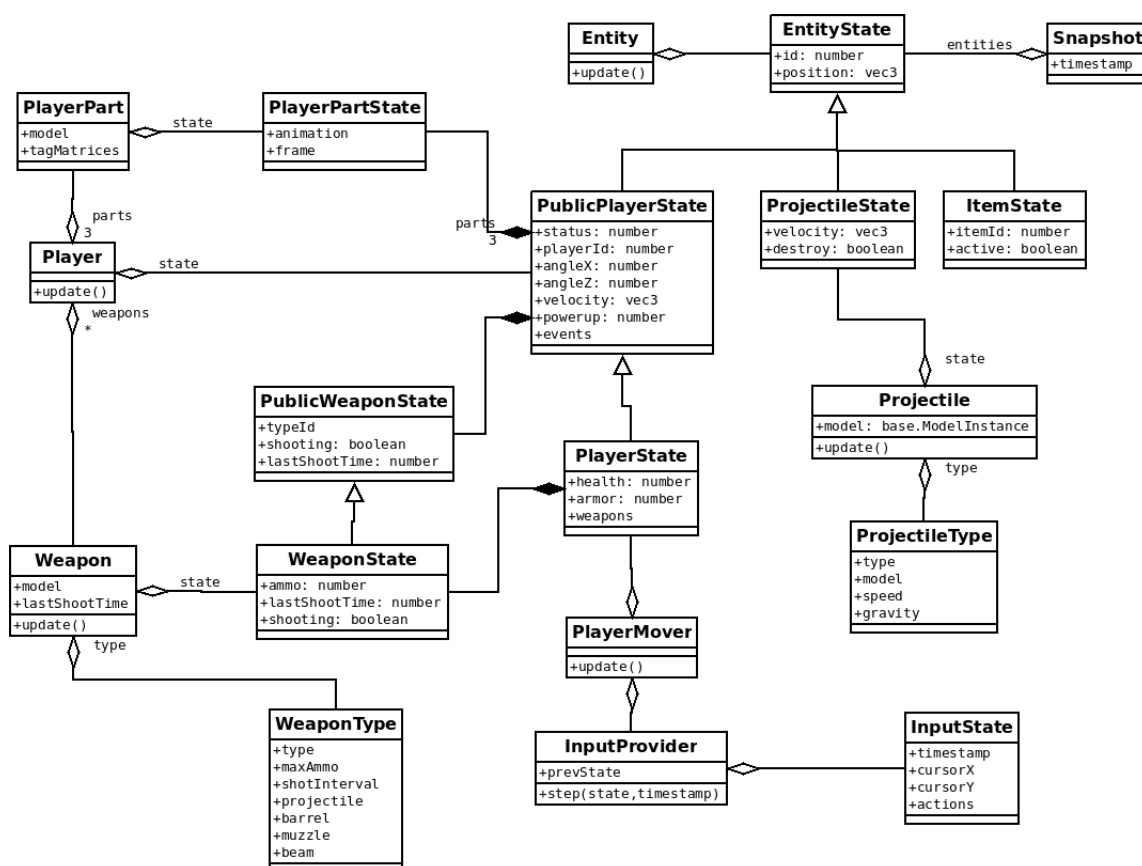 Entity
+update()
EntityState
+id: number
+position: vec3
entities
Snapshot
+timestamp
PlayerPart
+model
+tagMatrices
state
PlayerPartState
+animation
+frame
parts
3
Player
+update()
state
weapons
*
parts
3
PublicPlayerState
+status: number
+playerId: number
+angleX: number
+angleZ: number
+velocity: vec3
+powerup: number
+events
ProjectileState
+velocity: vec3
+destroy: boolean
ItemState
+itemId: number
+active: boolean
state
Projectile
+model: base.ModelInstance
+update()
type
ProjectileType
+type
+model
+speed
+gravity
PublicWeaponState
+typeId
+shooting: boolean
+lastShootTime: number
PlayerState
+health: number
+armor: number
+weapons
Weapon
+model
+lastShootTime
+update()
state
WeaponState
+ammo: number
+lastShootTime: number
+shooting: boolean
type
PlayerMover
+update()
WeaponType
+type
+maxAmmo
+shotInterval
+projectile
+barrel
+muzzle
+beam
InputProvider
+prevState
+step(state,timestamp)
InputState
+timestamp
+cursorX
+cursorY
+actions